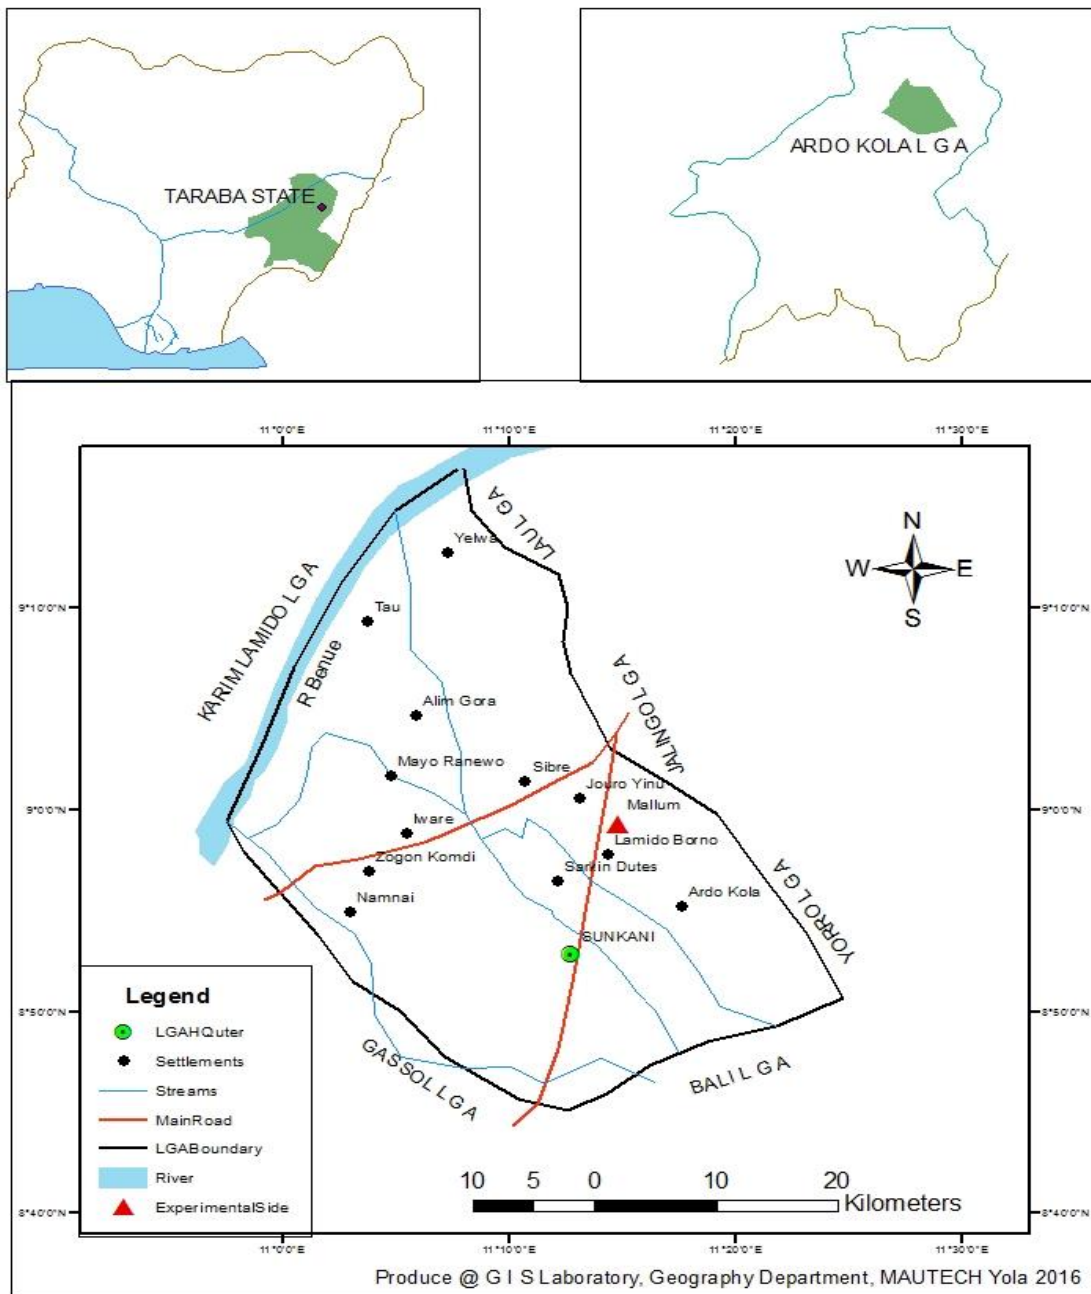 TARABA STATE
ARDO KOLA L G A
11°0'0"E 11°10'0"E 11°20'0"E 11°30'0"E
N
W E
S
LAU L GA
Yelwa
KARIM LAMIDO L G A
9°10'0"N 9°10'0"N
Tau
R Benue
JALINGO L G A
Alim Gora
Mayo Ranewo
Sibre
Jouro Yinu
9°0'0"N 9°0'0"N
Mallum
Iware
Lamido Borno
Zogon Komdi
Sarkin Dutes
Ardo Kola
YORRO L G A
Namnai
SUNKANI
8°50'0"N 8°50'0"N
GASSOL L G A
BALI L G A
Legend
LGAHQuter
Settlements
Streams
MainRoad
LGABoundary
River
ExperimentalSide
10 5 0 10 20
Kilometers
8°40'0"N 8°40'0"N
11°0'0"E 11°10'0"E 11°20'0"E 11°30'0"E
Produce @ G I S Laboratory, Geography Department, MAUTECH Yola 2016